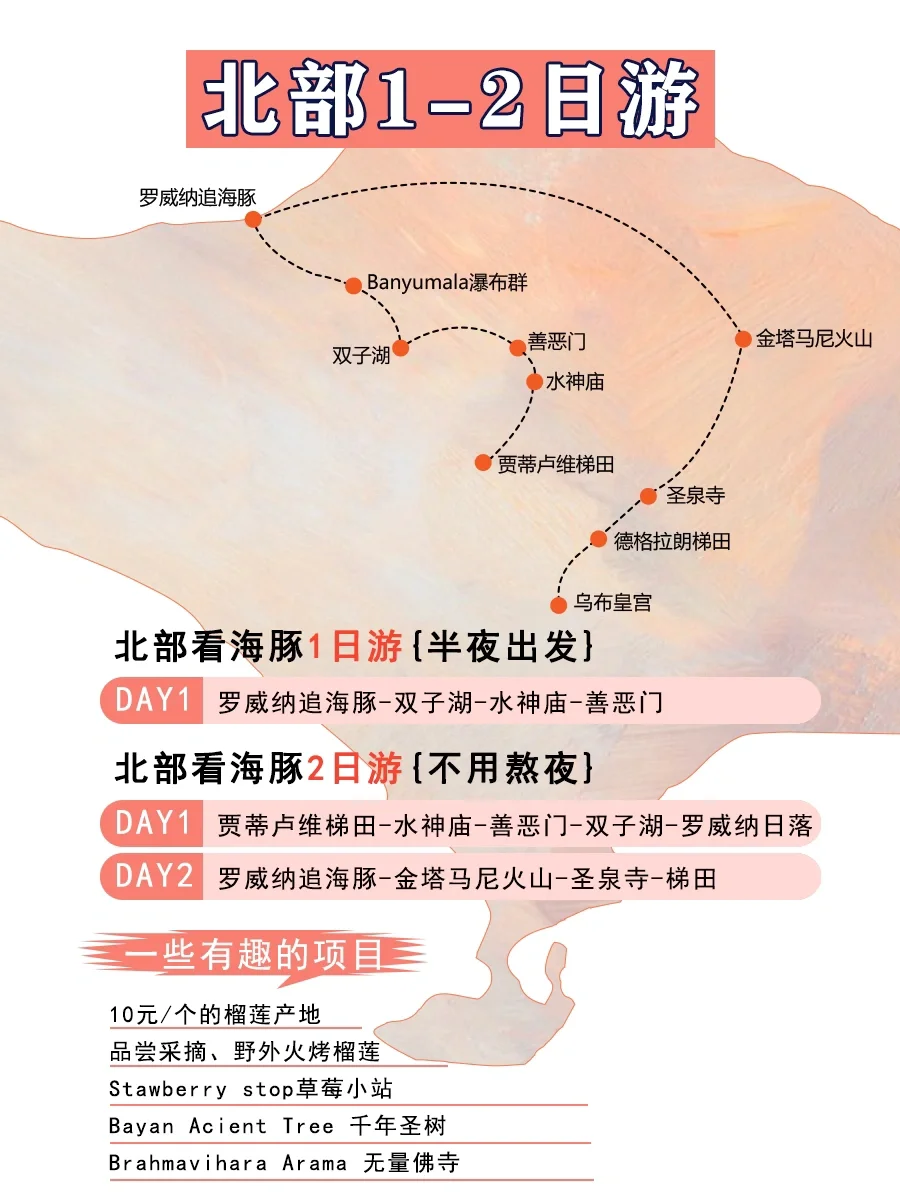 北部1-2日游
罗威纳追海豚
Banyumala瀑布群
双子湖
善恶门
金塔马尼火山
水神庙
贾蒂卢维梯田
圣泉寺
德格拉朗梯田
乌布皇宫
北部看海豚1日游{半夜出发}
DAY1 罗威纳追海豚-双子湖-水神庙-善恶门
北部看海豚2日游{不用熬夜}
DAY1 贾蒂卢维梯田-水神庙-善恶门-双子湖-罗威纳日落
DAY2 罗威纳追海豚-金塔马尼火山-圣泉寺-梯田
一些有趣的项目
10元/个的榴莲产地
品尝采摘、野外火烤榴莲
Stawberry stop草莓小站
Bayan Acient Tree 千年圣树
Brahmavihara Arama 无量佛寺